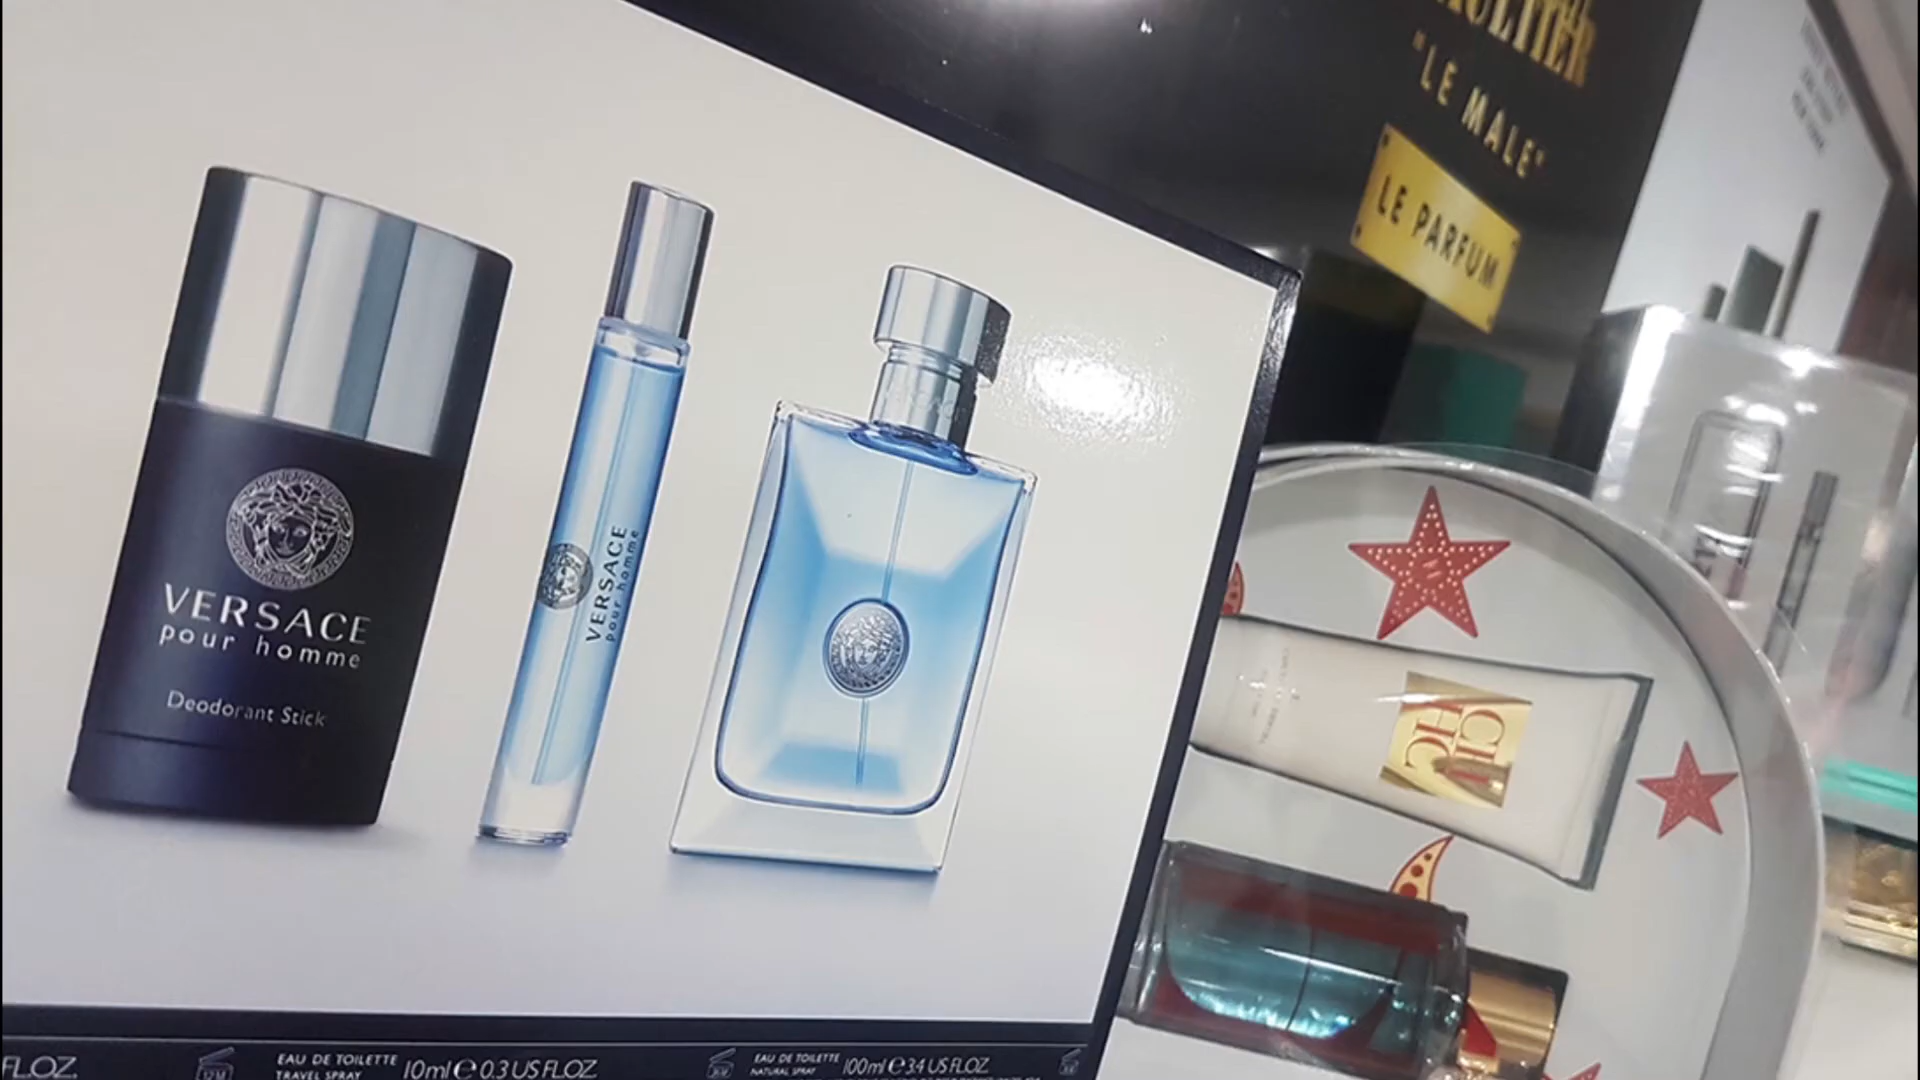 VERSACE
pour homme
Deodorant Stick
VERSACE
pour homme
"LE MALE"
LE PARFUM
CH
FL.OZ.
12M
EAU DE TOILETTE
TRAVEL SPRAY
10ml e 0.3 US FL.OZ
EAU DE TOILETTE
NATURAL SPRAY
100ml e 3.4 US FL.OZ